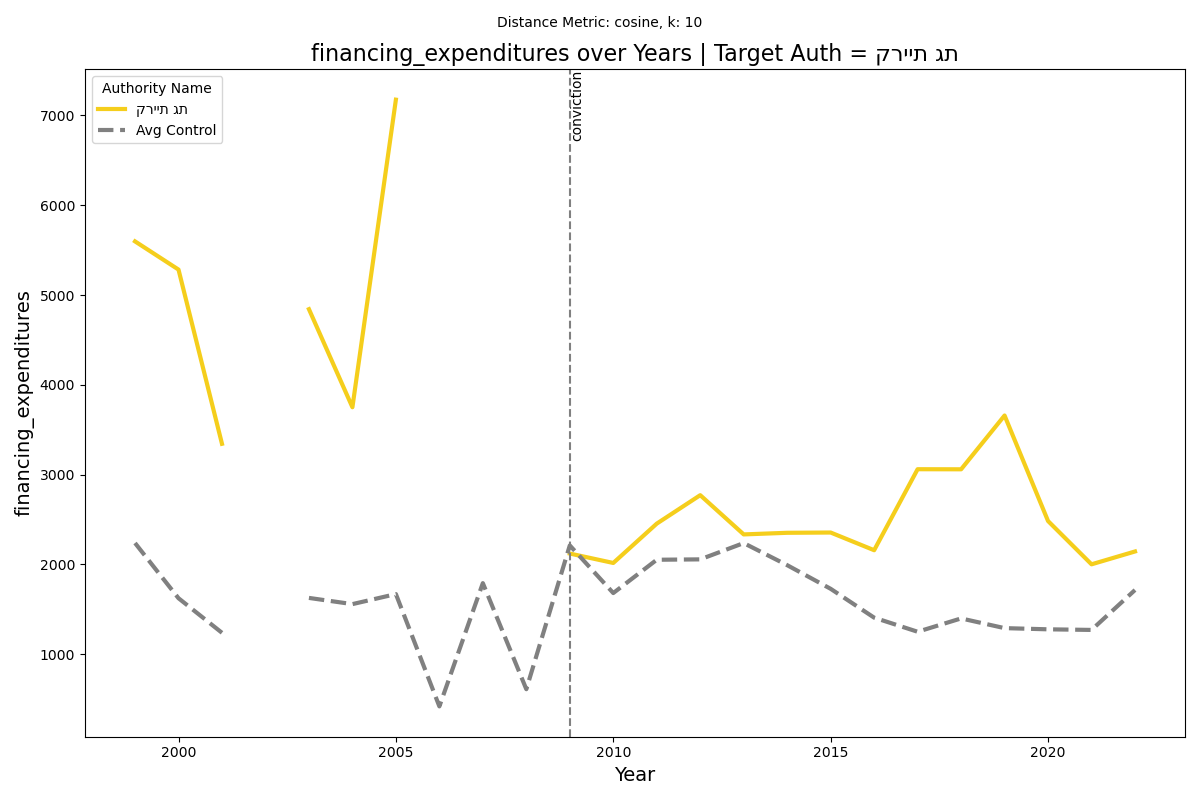 Distance Metric: cosine, k: 10
financing_expenditures over Years | Target Auth = קריית גת
Authority Name
קריית גת
Avg Control
conviction
financing_expenditures
7000
6000
5000
4000
3000
2000
1000
2000
2005
2010
2015
2020
Year